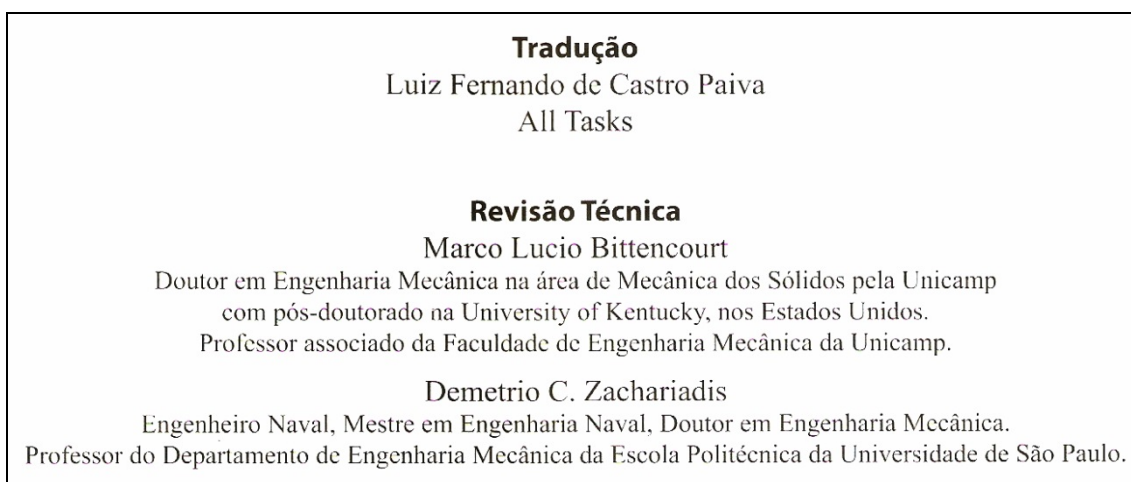 Tradução
Luiz Fernando de Castro Paiva
All Tasks
Revisão Técnica
Marco Lucio Bittencourt
Doutor em Engenharia Mecânica na área de Mecânica dos Sólidos pela Unicamp
com pós-doutorado na University of Kentucky, nos Estados Unidos.
Professor associado da Faculdade de Engenharia Mecânica da Unicamp.
Demetrio C. Zachariadis
Engenheiro Naval, Mestre em Engenharia Naval, Doutor em Engenharia Mecânica.
Professor do Departamento de Engenharia Mecânica da Escola Politécnica da Universidade de São Paulo.